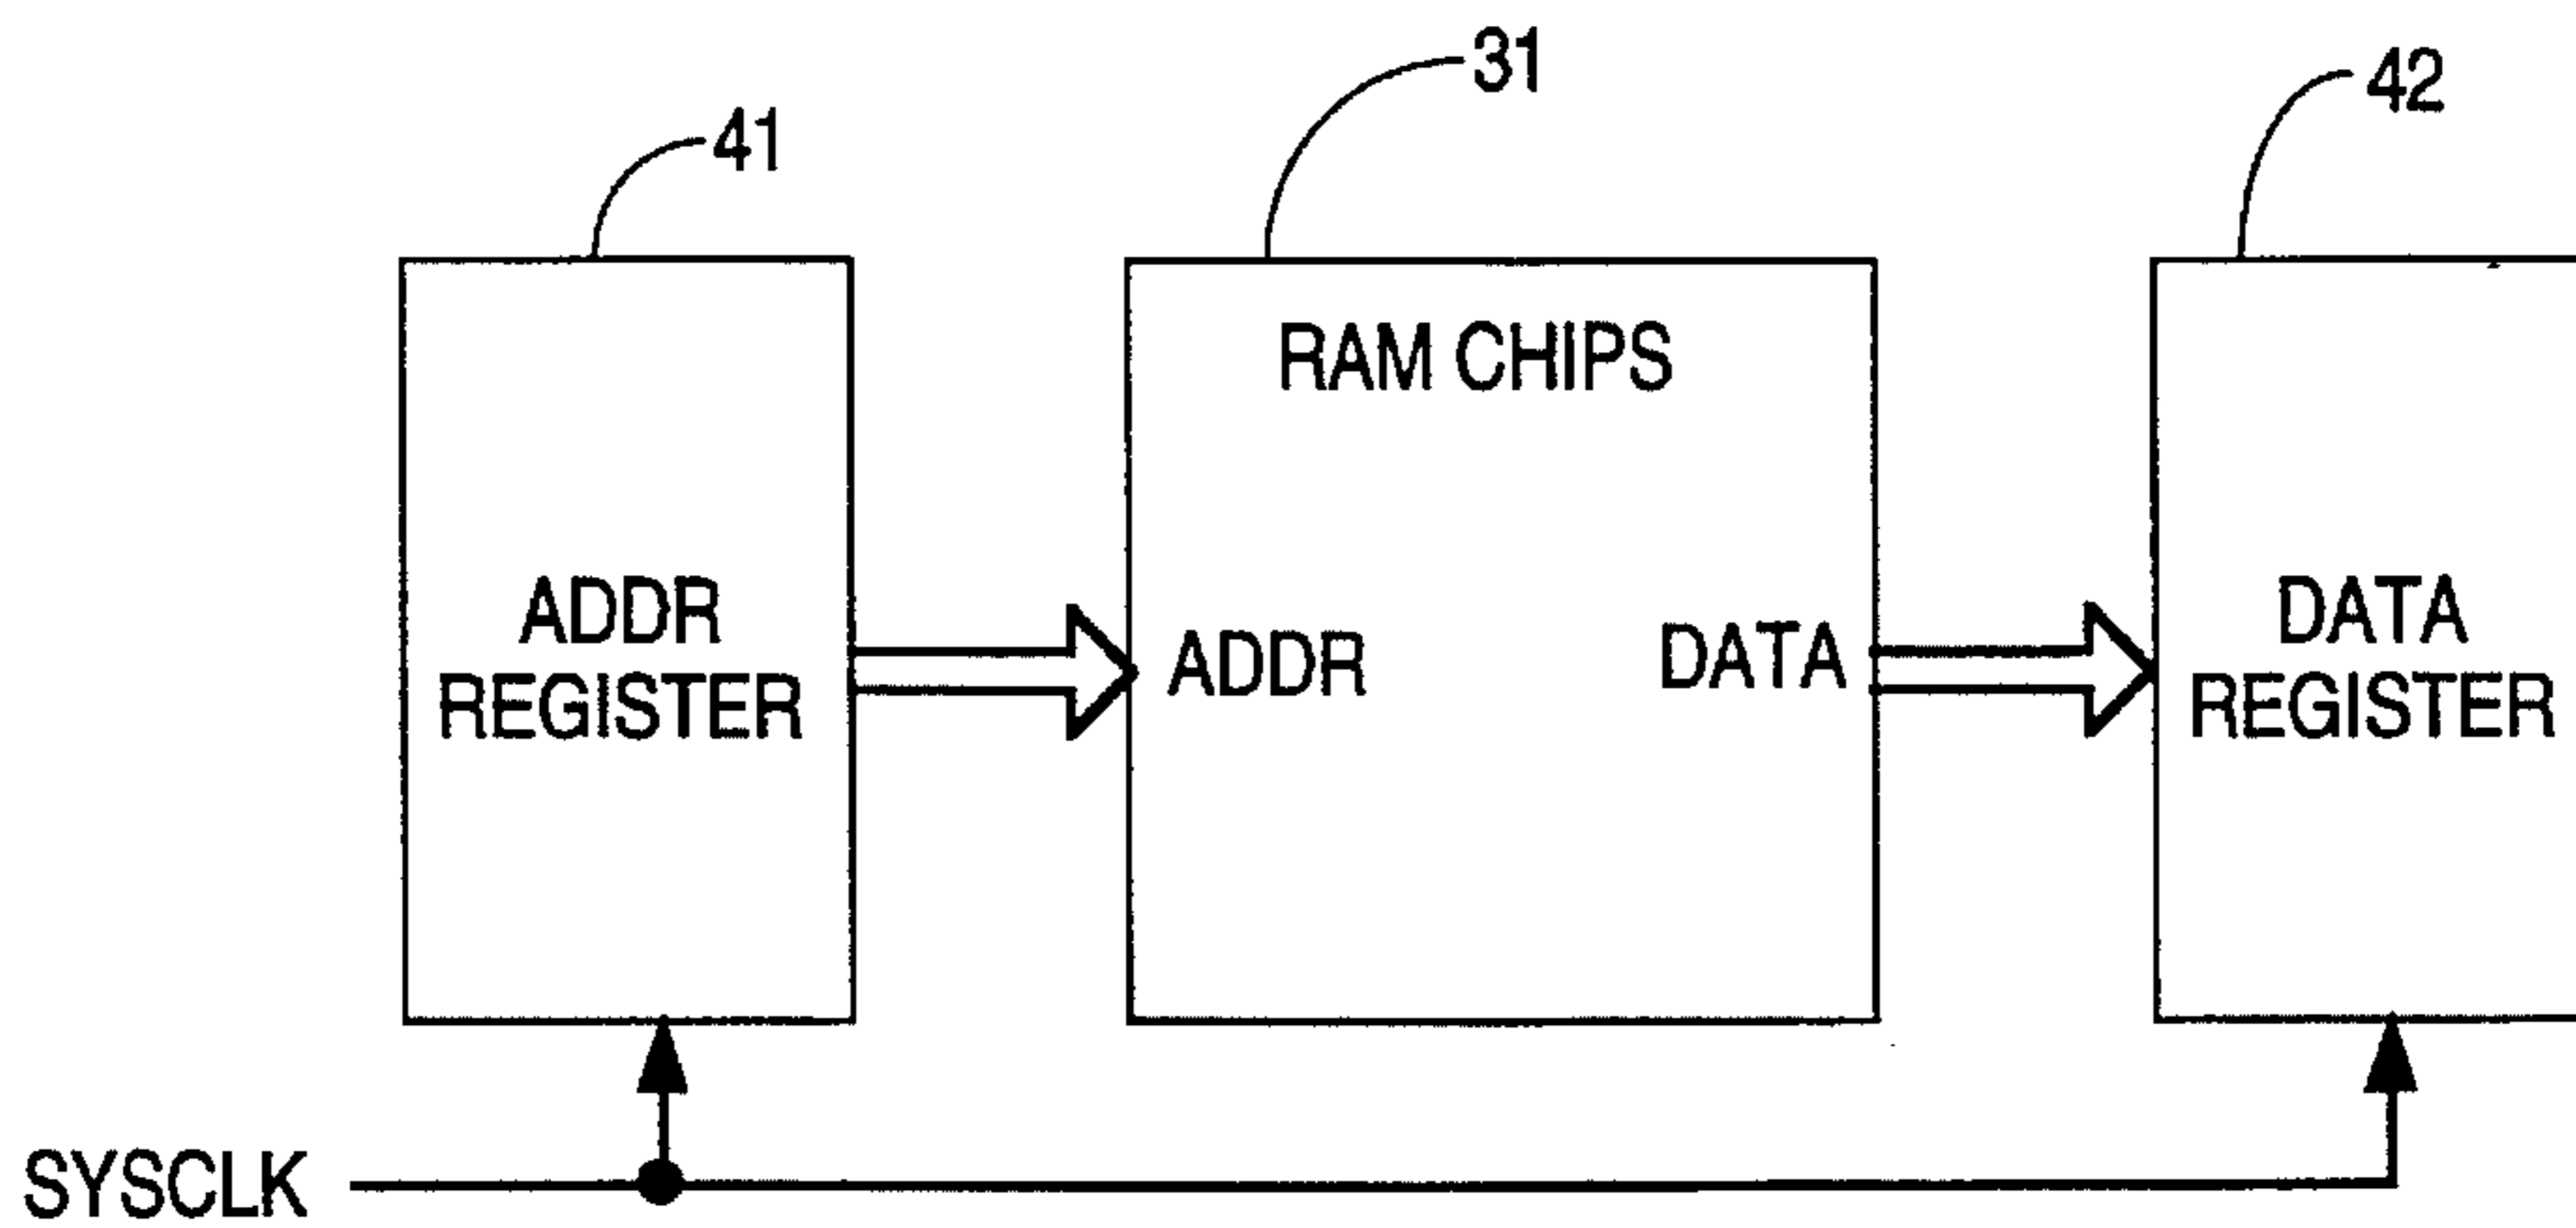 41
31
42
RAM CHIPS
ADDR
REGISTER
ADDR
DATA
DATA
REGISTER
SYSCLK